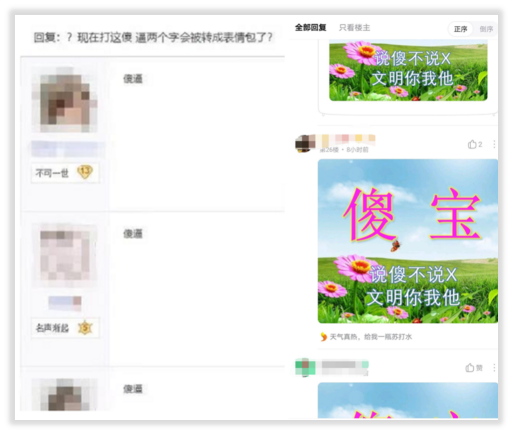 回复：？现在打这傻 逼两个字会被转成表情包了?
傻逼
不可一世 13
傻逼
名声渐起
傻逼
全部回复 只看楼主 正序 倒序
说傻不说X
文明你我他
第26楼 • 8小时前 2
傻 宝
说傻不说X
文明你我他
天气真热，给我一瓶苏打水
赞